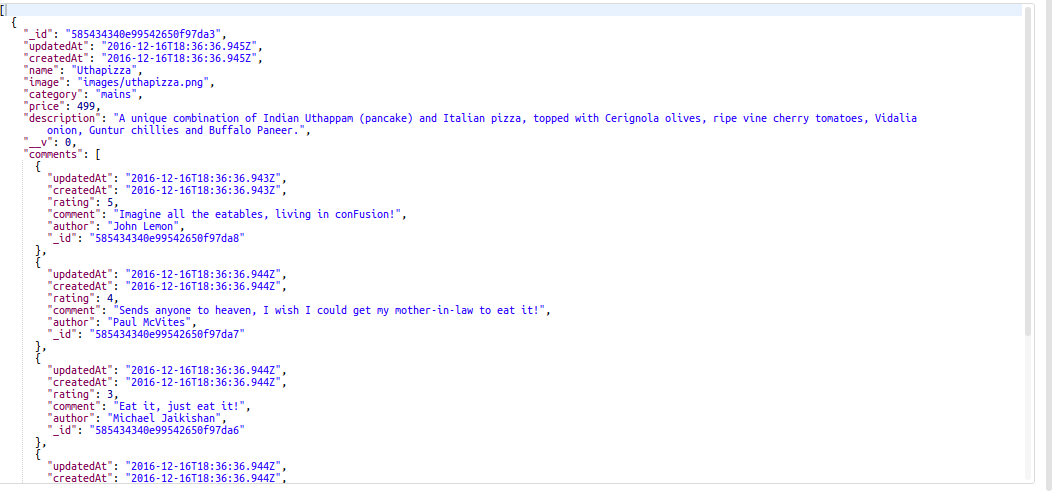 [
{
"_id": "585434340e99542650f97da3",
"updatedAt": "2016-12-16T18:36:36.945Z",
"createdAt": "2016-12-16T18:36:36.945Z",
"name": "Uthapizza",
"image": "images/uthapizza.png",
"category": "mains",
"price": 499,
"description": "A unique combination of Indian Uthappam (pancake) and Italian pizza, topped with Cerignola olives, ripe vine cherry tomatoes, Vidalia
onion, Guntur chillies and Buffalo Paneer.",
"__v": 0,
"comments": [
{
"updatedAt": "2016-12-16T18:36:36.943Z",
"createdAt": "2016-12-16T18:36:36.943Z",
"rating": 5,
"comment": "Imagine all the eatables, living in conFusion!",
"author": "John Lemon",
"_id": "585434340e99542650f97da8"
},
{
"updatedAt": "2016-12-16T18:36:36.944Z",
"createdAt": "2016-12-16T18:36:36.944Z",
"rating": 4,
"comment": "Sends anyone to heaven, I wish I could get my mother-in-law to eat it!",
"author": "Paul McVites",
"_id": "585434340e99542650f97da7"
},
{
"updatedAt": "2016-12-16T18:36:36.944Z",
"createdAt": "2016-12-16T18:36:36.944Z",
"rating": 3,
"comment": "Eat it, just eat it!",
"author": "Michael Jaikishan",
"_id": "585434340e99542650f97da6"
},
{
"updatedAt": "2016-12-16T18:36:36.944Z",
"createdAt": "2016-12-16T18:36:36.944Z",